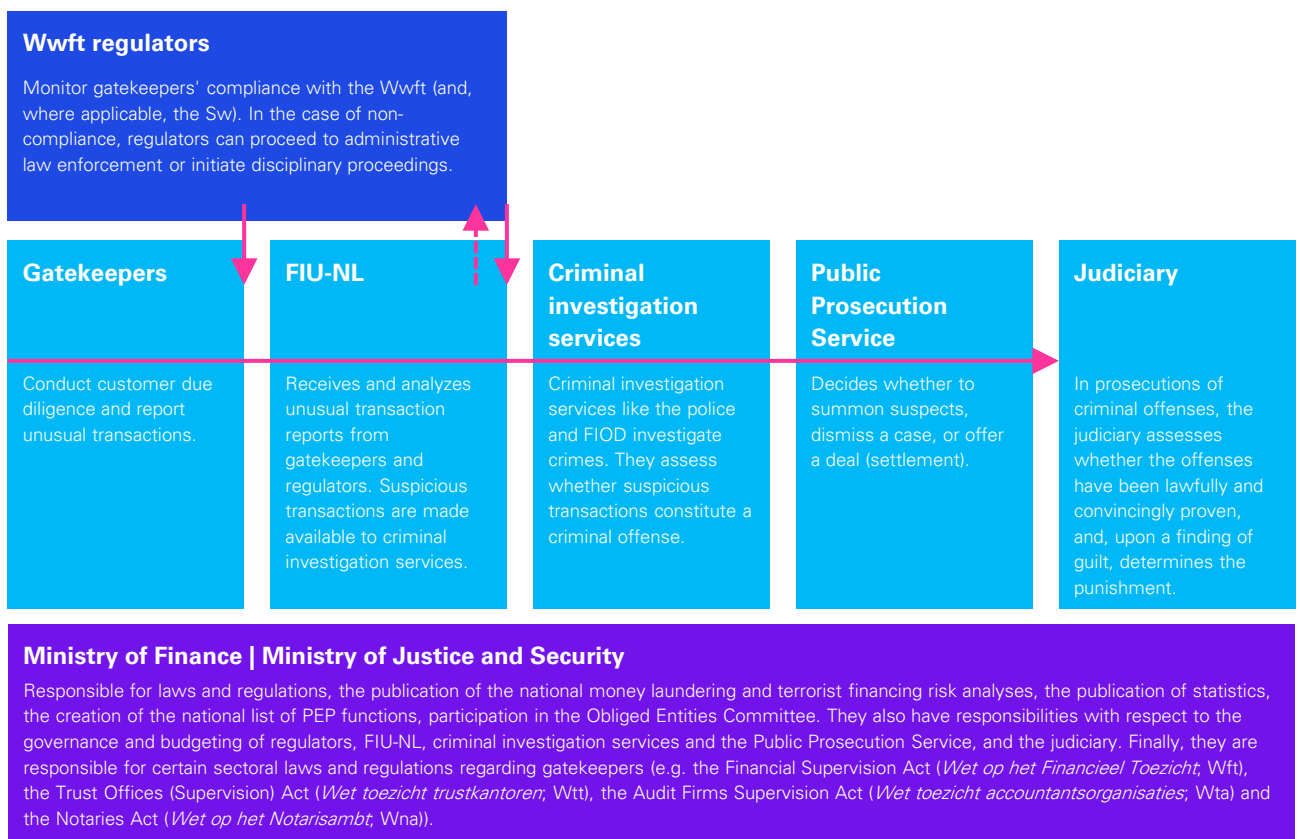 Wwft regulators
Monitor gatekeepers' compliance with the Wwft (and,
where applicable, the Sw). In the case of non-
compliance, regulators can proceed to administrative
law enforcement or initiate disciplinary proceedings.
Gatekeepers
Conduct customer due
diligence and report
unusual transactions.
FIU-NL
Receives and analyzes
unusual transaction
reports from
gatekeepers and
regulators. Suspicious
transactions are made
available to criminal
investigation services.
Criminal
investigation
services
Criminal investigation
services like the police
and FIOD investigate
crimes. They assess
whether suspicious
transactions constitute a
criminal offense.
Public
Prosecution
Service
Decides whether to
summon suspects,
dismiss a case, or offer
a deal (settlement).
Judiciary
In prosecutions of
criminal offenses, the
judiciary assesses
whether the offenses
have been lawfully and
convincingly proven,
and, upon a finding of
guilt, determines the
punishment.
Ministry of Finance | Ministry of Justice and Security
Responsible for laws and regulations, the publication of the national money laundering and terrorist financing risk analyses, the publication of statistics,
the creation of the national list of PEP functions, participation in the Obliged Entities Committee. They also have responsibilities with respect to the
governance and budgeting of regulators, FIU-NL, criminal investigation services and the Public Prosecution Service, and the judiciary. Finally, they are
responsible for certain sectoral laws and regulations regarding gatekeepers (e.g. the Financial Supervision Act (Wet op het Financieel Toezicht; Wft),
the Trust Offices (Supervision) Act (Wet toezicht trustkantoren; Wtt), the Audit Firms Supervision Act (Wet toezicht accountantsorganisaties; Wta) and
the Notaries Act (Wet op het Notarisambt; Wna)).